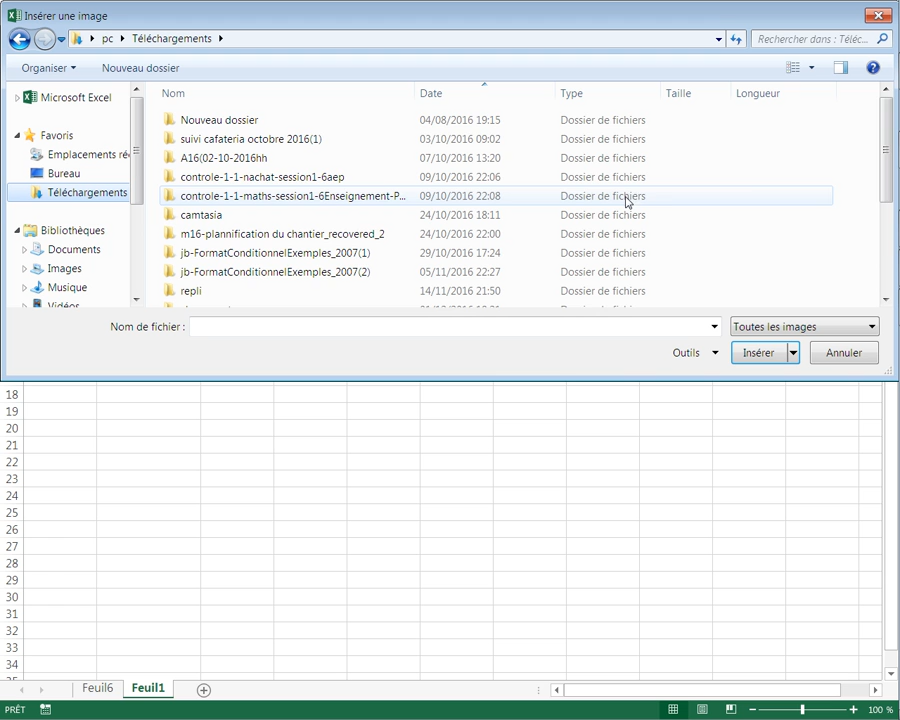 Insérer une image
pc Téléchargements
Rechercher dans : Téléc...
Organiser Nouveau dossier
Microsoft Excel
Favoris
Emplacements ré
Bureau
Téléchargements
Bibliothèques
Documents
Images
Musique
Vidéos
Nom Date Type Taille Longueur
Nouveau dossier 04/08/2016 19:15 Dossier de fichiers
suivi cafateria octobre 2016(1) 03/10/2016 09:02 Dossier de fichiers
A16(02-10-2016hh 07/10/2016 13:20 Dossier de fichiers
controle-1-1-nachat-session1-6aep 09/10/2016 22:06 Dossier de fichiers
controle-1-1-maths-session1-6Enseignement-P... 09/10/2016 22:08 Dossier de fichiers
camtasia 24/10/2016 18:11 Dossier de fichiers
m16-plannification du chantier_recovered_2 24/10/2016 22:00 Dossier de fichiers
jb-FormatConditionnelExemples_2007(1) 29/10/2016 17:24 Dossier de fichiers
jb-FormatConditionnelExemples_2007(2) 05/11/2016 22:27 Dossier de fichiers
repli 14/11/2016 21:50 Dossier de fichiers
Nom de fichier :
Toutes les images
Outils Insérer Annuler
18
19
20
21
22
23
24
25
26
27
28
29
30
31
32
33
34
Feuil6 Feuil1
PRÊT
100 %